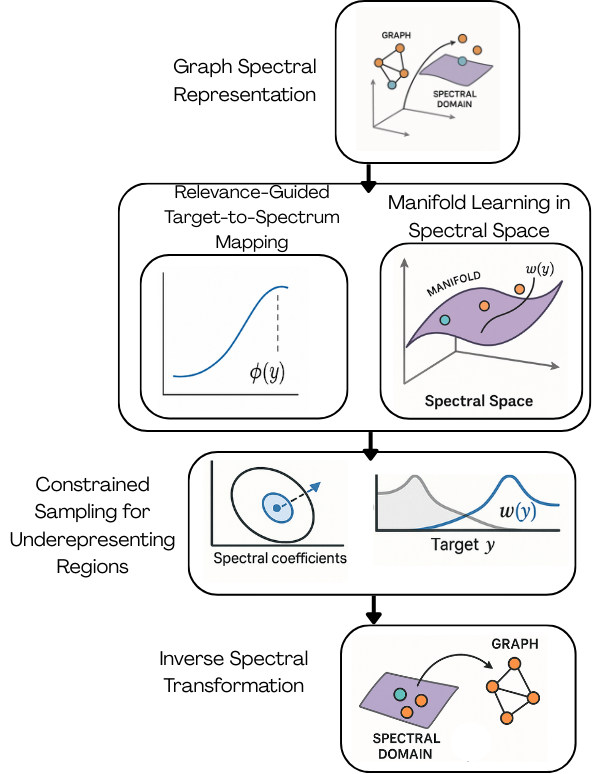 Graph Spectral
Representation
GRAPH
SPECTRAL
DOMAIN
Relevance-Guided
Target-to-Spectrum
Mapping
ϕ(y)
Manifold Learning in
Spectral Space
MANIFOLD
w(y)
Spectral Space
Constrained
Sampling for
Underepresenting
Regions
Spectral coefficients
w(y)
Target y
Inverse Spectral
Transformation
GRAPH
SPECTRAL
DOMAIN